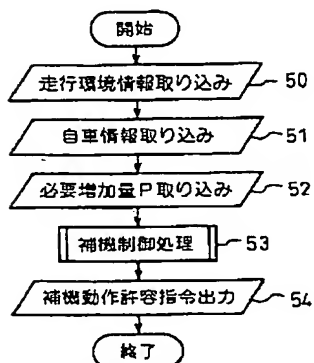 開始
走行環境情報取り込み 50
自車情報取り込み 51
必要増加量P取り込み 52
補機制御処理 53
補機動作許容指令出力 54
終了